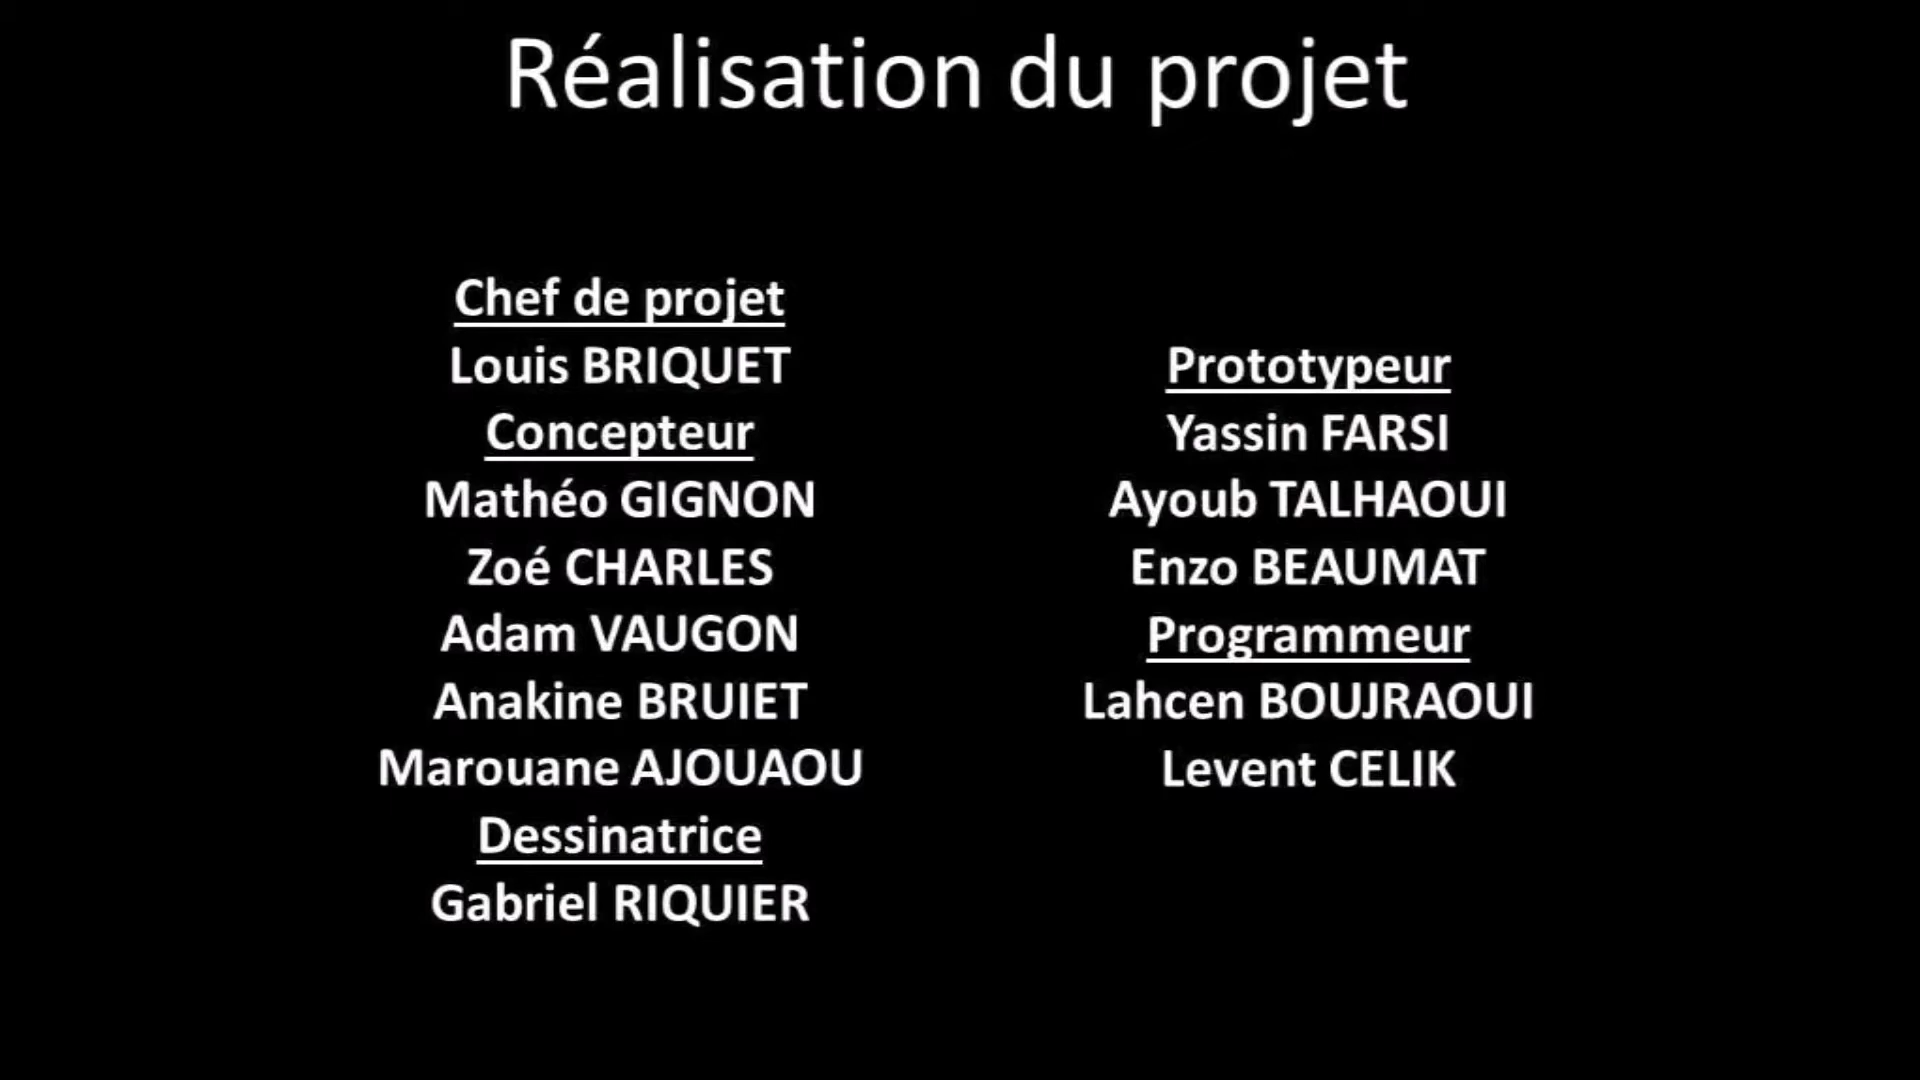 Réalisation du projet
Chef de projet
Louis BRIQUET
Concepteur
Mathéo GIGNON
Zoé CHARLES
Adam VAUGON
Anakine BRUIET
Marouane AJOUAOU
Dessinatrice
Gabriel RIQUIER
Prototypeur
Yassin FARSI
Ayoub TALHAOUI
Enzo BEAUMAT
Programmeur
Lahcen BOUJRAOUI
Levent CELIK